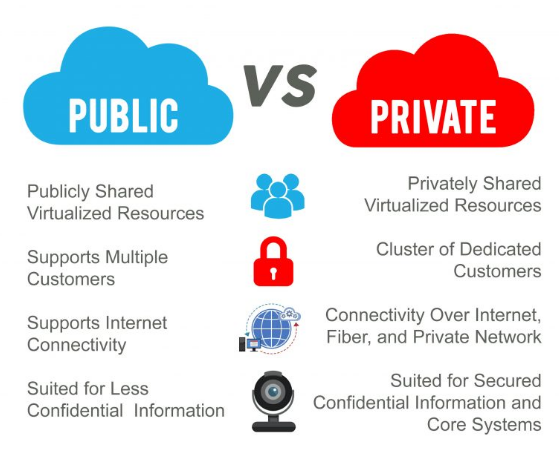 PUBLIC
VS
PRIVATE
Publicly Shared
Virtualized Resources
Privately Shared
Virtualized Resources
Supports Multiple
Customers
Cluster of Dedicated
Customers
Supports Internet
Connectivity
Connectivity Over Internet,
Fiber, and Private Network
Suited for Less
Confidential Information
Suited for Secured
Confidential Information and
Core Systems